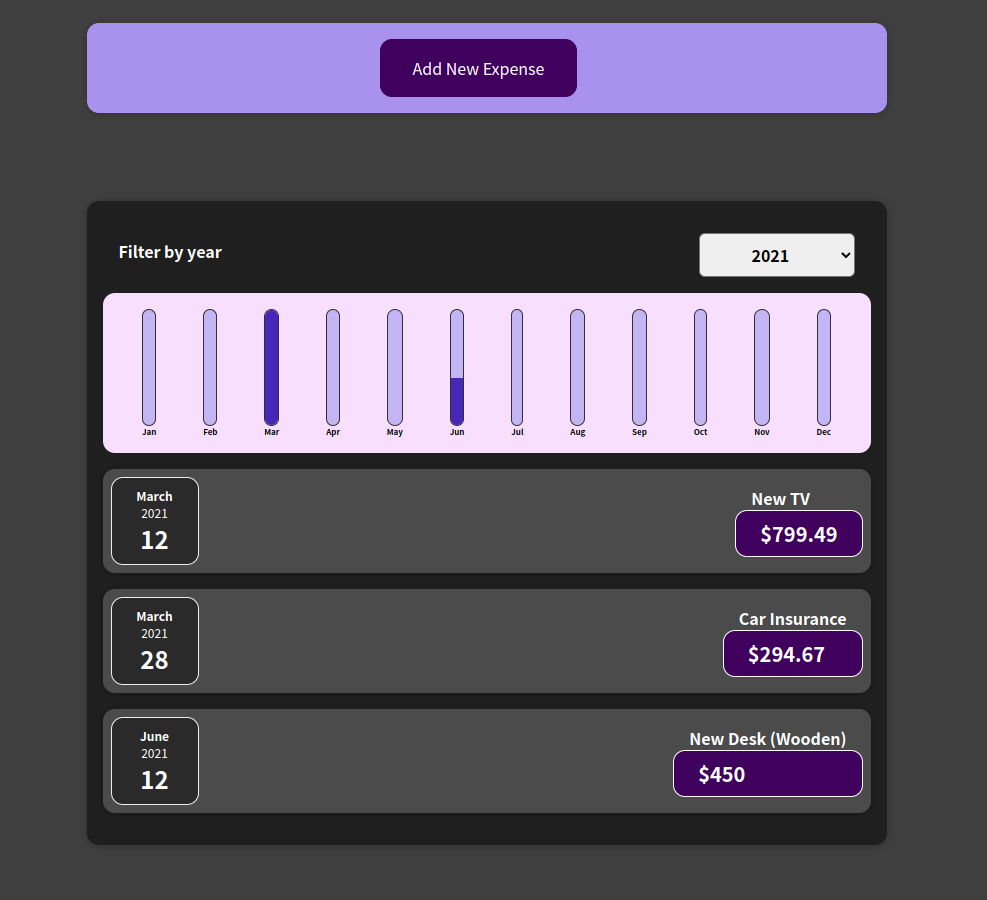 Add New Expense
Filter by year
2021
Jan Feb Mar Apr May Jun Jul Aug Sep Oct Nov Dec
March
2021
12
New TV
$799.49
March
2021
28
Car Insurance
$294.67
June
2021
12
New Desk (Wooden)
$450